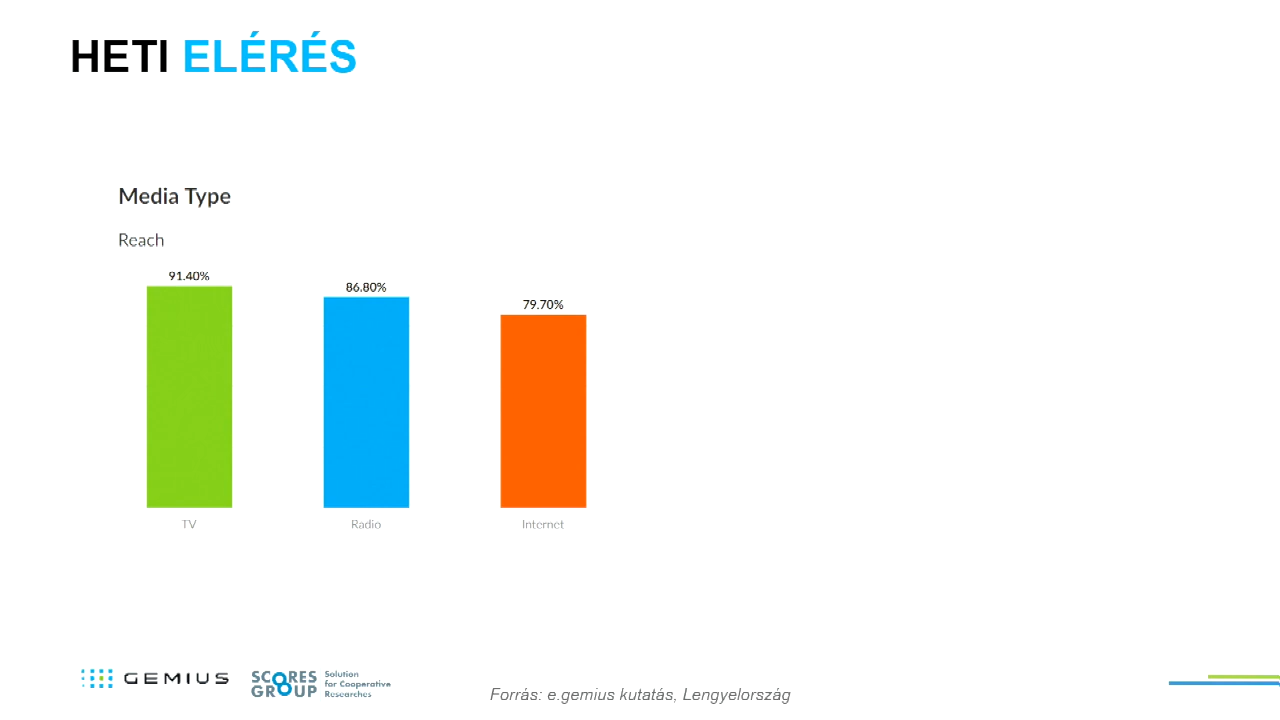 HETI ELÉRÉS
Media Type
Reach
91.40%
86.80%
79.70%
TV
Radio
Internet
GEMIUS
SCORES
GROUP
Solution
for Cooperative
Researches
Forrás: e.gemius kutatás, Lengyelország